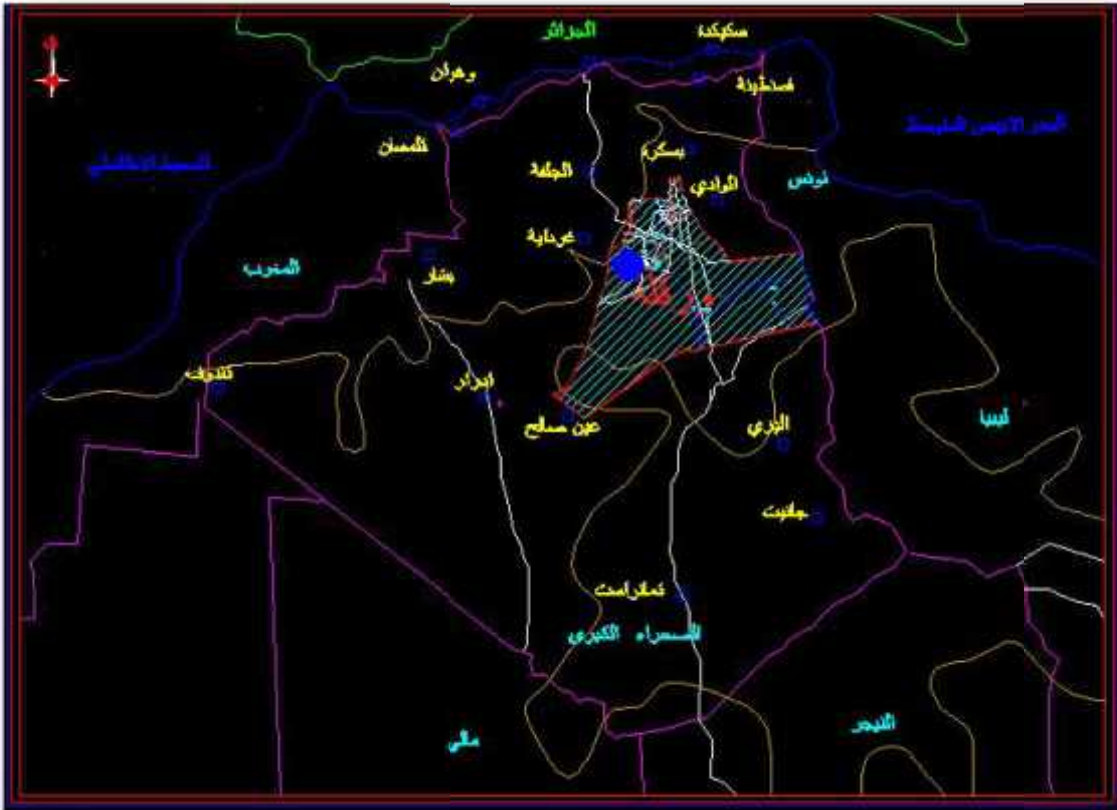 سكيكدة
الجزائر
وهران
قسنطينة
البحر الابيض المتوسط
تلمسان
بسكرة
الجلفة
الوادي
تونس
المحيط الاطلسي
غرداية
المغرب
بشار
ورقلة
تندوف
ادرار
ليبيا
عين صالح
اليزي
جانيت
تمنراست
الصحراء الكبرى
النيجر
مالي